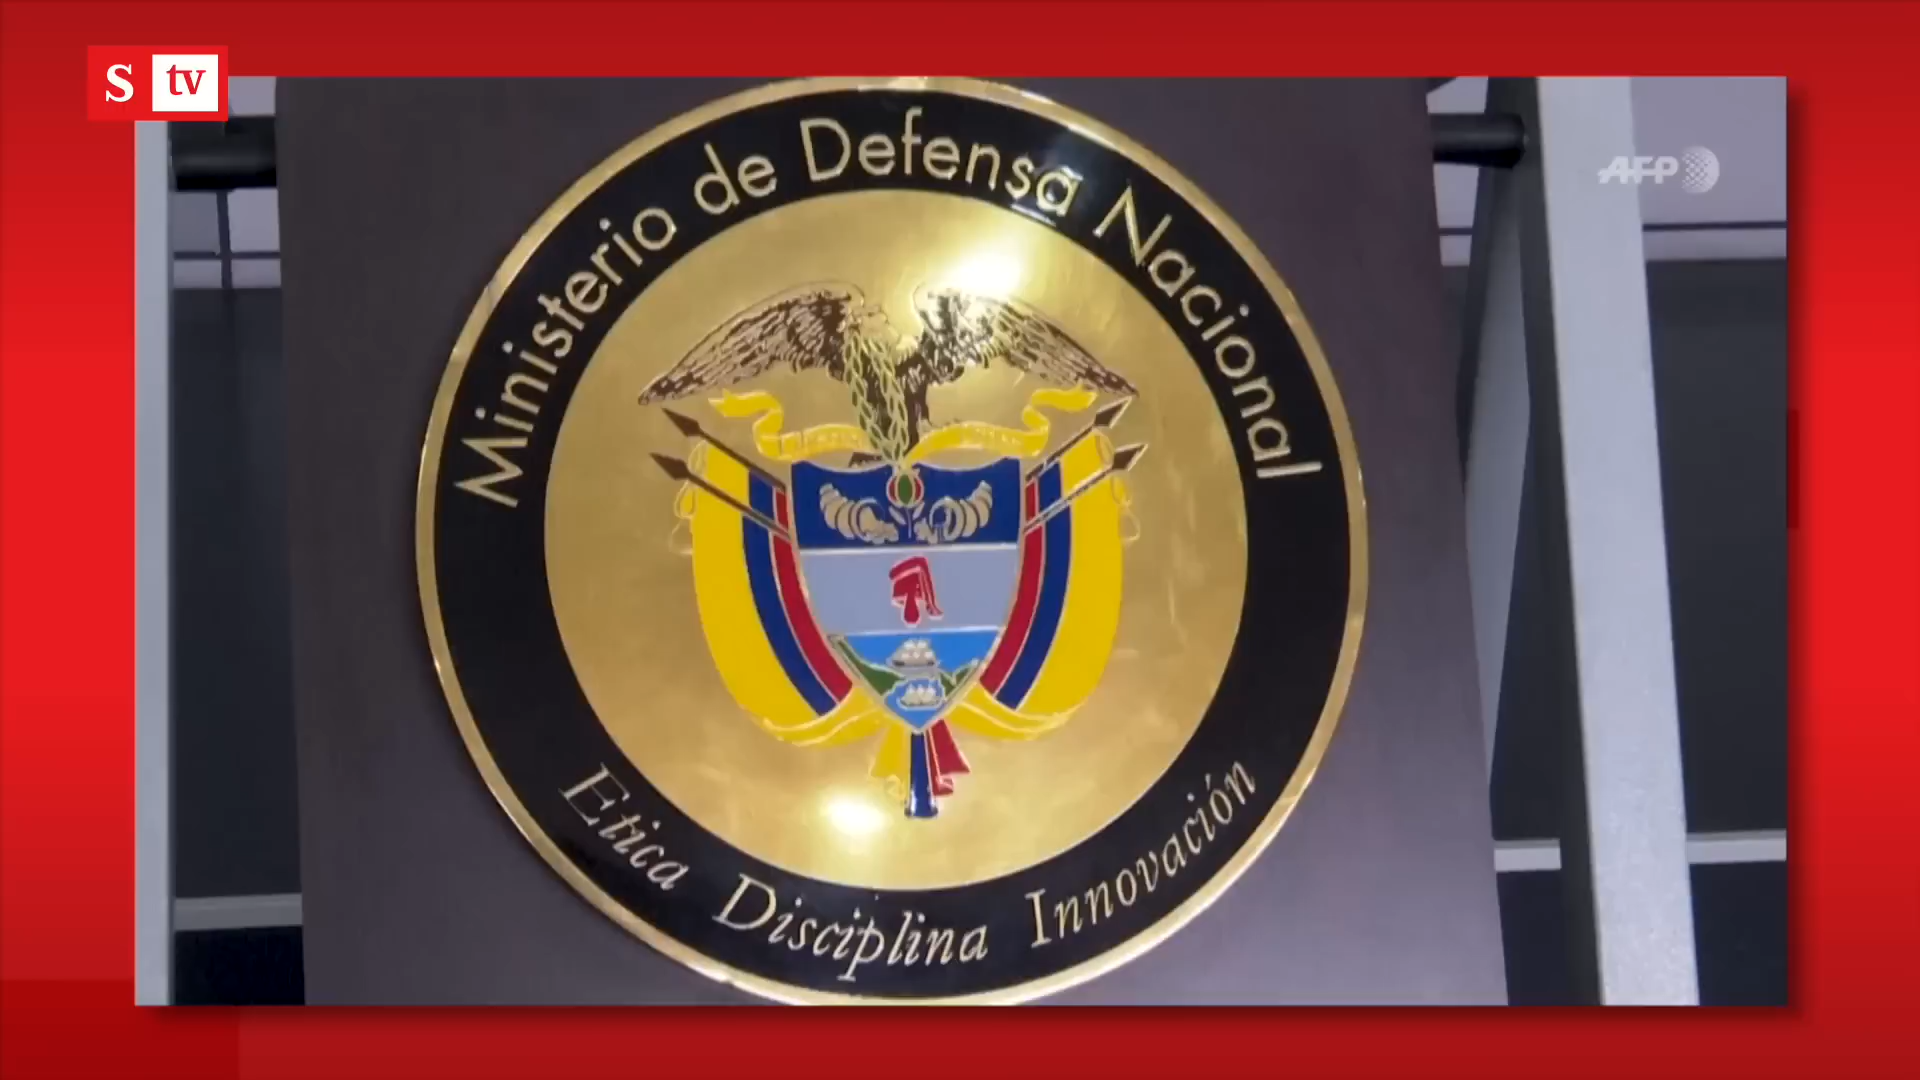 S tv
AFP
Ministerio de Defensa Nacional
Etica Disciplina Innovación